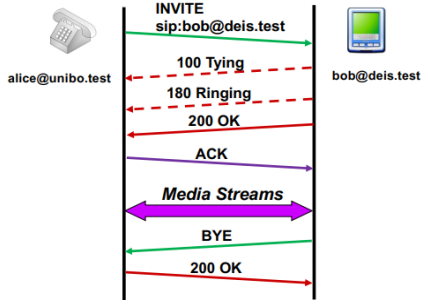 INVITE
sip:bob@deis.test
100 Tying
alice@unibo.test
bob@deis.test
180 Ringing
200 OK
ACK
Media Streams
BYE
200 OK